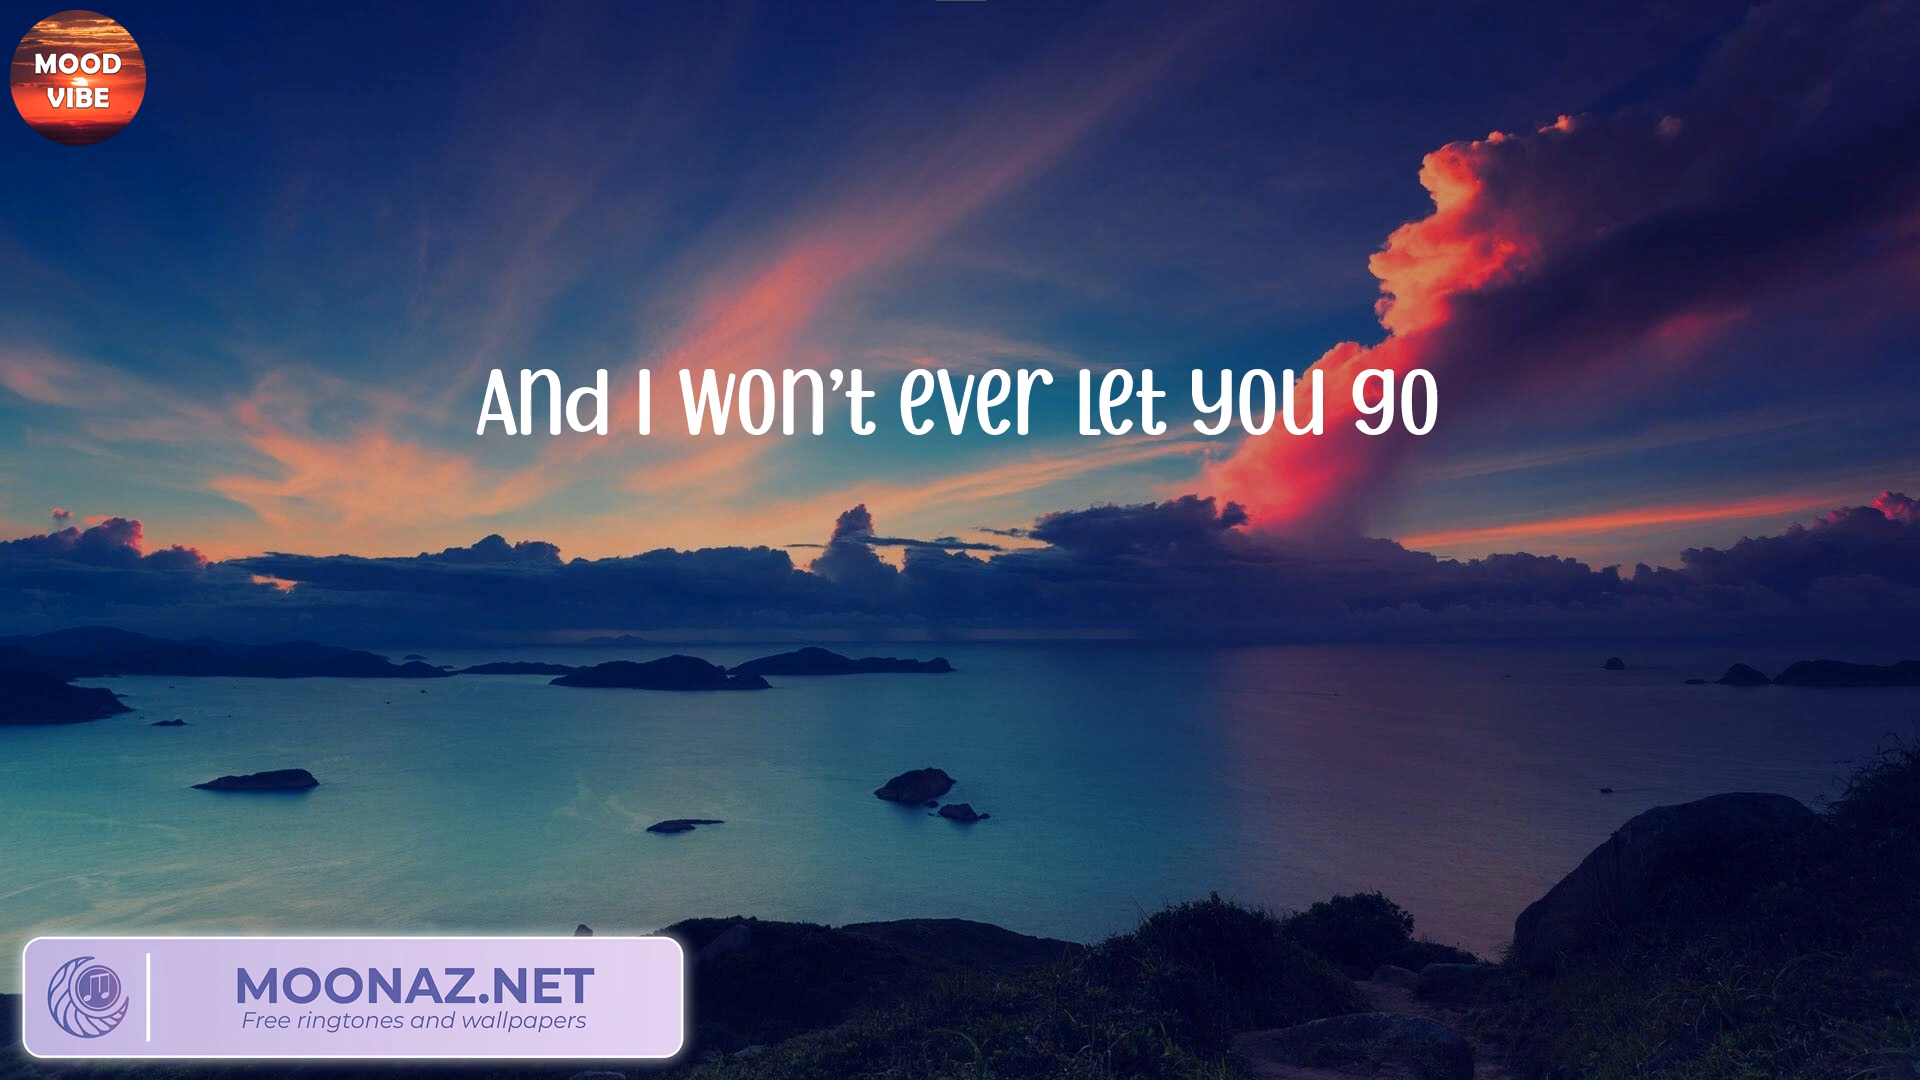 MOOD
VIBE
And I won't ever let you go
MOONAZ.NET
Free ringtones and wallpapers